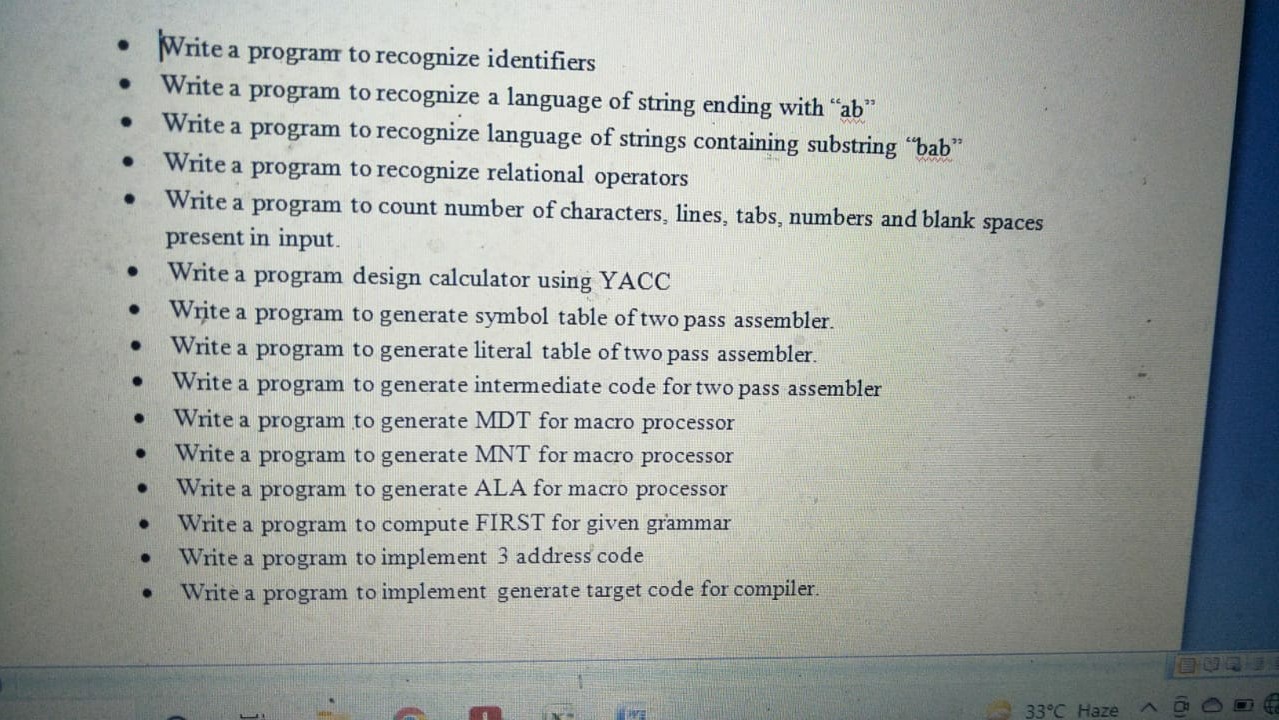 • Write a program to recognize identifiers
• Write a program to recognize a language of string ending with “ab”
• Write a program to recognize language of strings containing substring “bab”
• Write a program to recognize relational operators
• Write a program to count number of characters, lines, tabs, numbers and blank spaces
present in input.
• Write a program design calculator using YACC
• Write a program to generate symbol table of two pass assembler.
• Write a program to generate literal table of two pass assembler.
• Write a program to generate intermediate code for two pass assembler
• Write a program to generate MDT for macro processor
• Write a program to generate MNT for macro processor
• Write a program to generate ALA for macro processor
• Write a program to compute FIRST for given grammar
• Write a program to implement 3 address code
• Write a program to implement generate target code for compiler.
33°C Haze